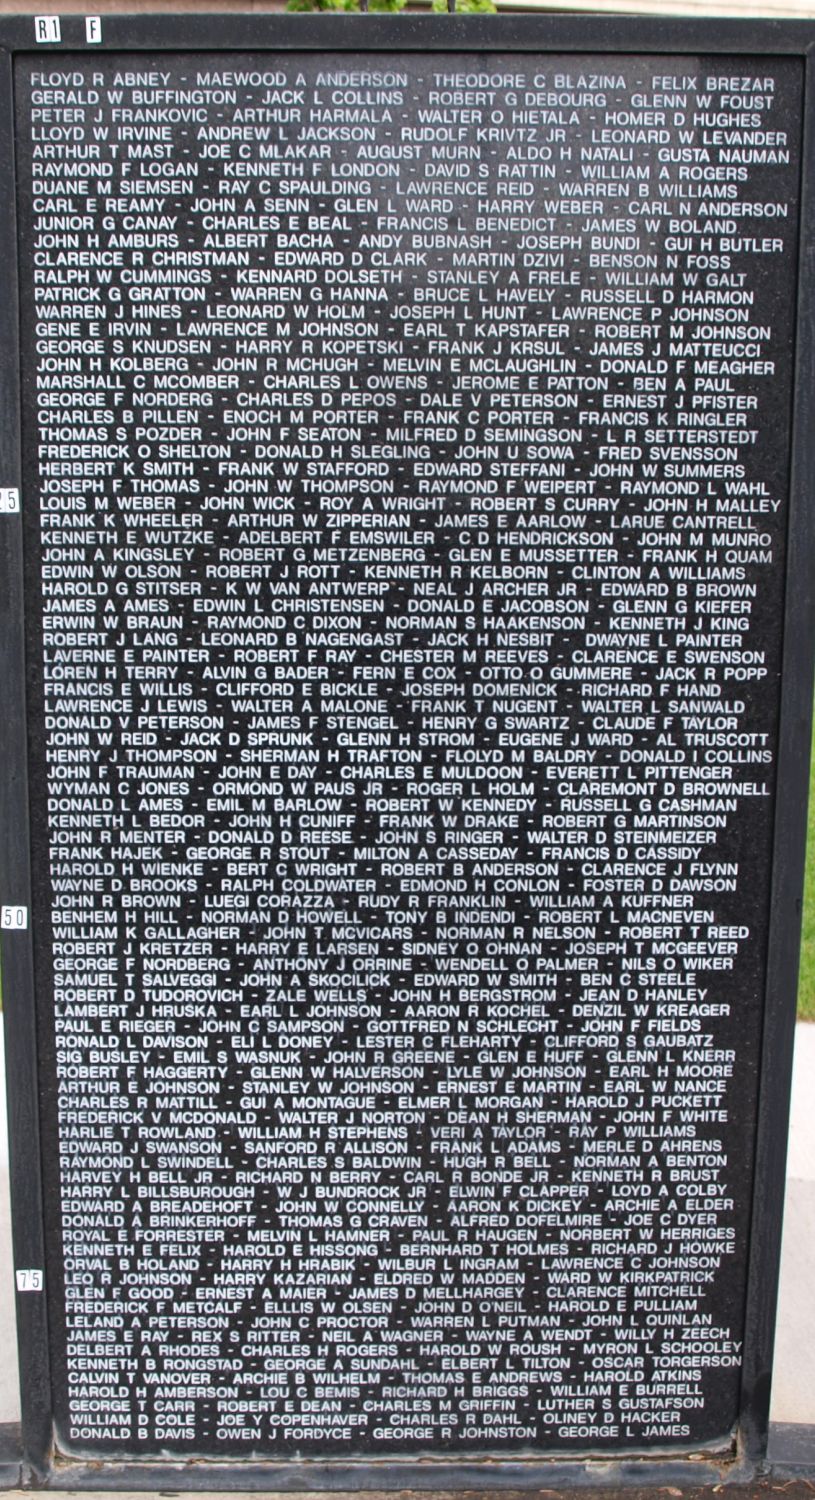 R1 F
FLOYD R ABNEY - MAEWOOD A ANDERSON - THEODORE C BLAZINA - FELIX BREZAR
GERALD W BUFFINGTON - JACK L COLLINS - ROBERT G DEBOURG - GLENN W FOUST
PETER J FRANKOVIC - ARTHUR HARMALA - WALTER O HIETALA - HOMER D HUGHES
LLOYD W IRVINE - ANDREW L JACKSON - RUDOLF KRIVTZ JR - LEONARD W LEVANDER
ARTHUR T MAST - JOE C MLAKAR - AUGUST MURN - ALDO H NATALI - GUSTA NAUMAN
RAYMOND F LOGAN - KENNETH F LONDON - DAVID S RATTIN - WILLIAM A ROGERS
DUANE M SIEMSEN - RAY C SPAULDING - LAWRENCE REID - WARREN B WILLIAMS
CARL E REAMY - JOHN A SENN - GLEN L WARD - HARRY WEBER - CARL N ANDERSON
JUNIOR G CANAY - CHARLES E BEAL - FRANCIS L BENEDICT - JAMES W BOLAND
JOHN H AMBURS - ALBERT BACHA - ANDY BUBNASH - JOSEPH BUNDI - GUI H BUTLER
CLARENCE R CHRISTMAN - EDWARD D CLARK - MARTIN DZIVI - BENSON N FOSS
RALPH W CUMMINGS - KENNARD DOLSETH - STANLEY A FRELE - WILLIAM W GALT
PATRICK G GRATTON - WARREN G HANNA - BRUCE L HAVELY - RUSSELL D HARMON
WARREN J HINES - LEONARD W HOLM - JOSEPH L HUNT - LAWRENCE P JOHNSON
GENE E IRVIN - LAWRENCE M JOHNSON - EARL T KAPSTAFER - ROBERT M JOHNSON
GEORGE S KNUDSEN - HARRY R KOPETSKI - FRANK J KRSUL - JAMES J MATTEUCCI
JOHN H KOLBERG - JOHN R MCHUGH - MELVIN E MCLAUGHLIN - DONALD F MEAGHER
MARSHALL C MCOMBER - CHARLES L OWENS - JEROME E PATTON - BEN A PAUL
GEORGE F NORDERG - CHARLES D PEPOS - DALE V PETERSON - ERNEST J PFISTER
CHARLES B PILLEN - ENOCH M PORTER - FRANK C PORTER - FRANCIS K RINGLER
THOMAS S POZDER - JOHN F SEATON - MILFRED D SEMINGSON - L R SETTERSTEDT
FREDERICK O SHELTON - DONALD H SLEGLING - JOHN U SOWA - FRED SVENSSON
HERBERT K SMITH - FRANK W STAFFORD - EDWARD STEFFANI - JOHN W SUMMERS
JOSEPH F THOMAS - JOHN W THOMPSON - RAYMOND F WEIPERT - RAYMOND L WAHL
25 LOUIS M WEBER - JOHN WICK - ROY A WRIGHT - ROBERT S CURRY - JOHN H MALLEY
FRANK K WHEELER - ARTHUR W ZIPPERIAN - JAMES E AARLOW - LARUE CANTRELL
KENNETH E WUTZKE - ADELBERT F EMSWILER - C D HENDRICKSON - JOHN M MUNRO
JOHN A KINGSLEY - ROBERT G METZENBERG - GLEN E MUSSETTER - FRANK H QUAM
EDWIN W OLSON - ROBERT J ROTT - KENNETH R KELBORN - CLINTON A WILLIAMS
HAROLD G STITSER - K W VAN ANTWERP - NEAL J ARCHER JR - EDWARD B BROWN
JAMES A AMES - EDWIN L CHRISTENSEN - DONALD E JACOBSON - GLENN G KIEFER
ERWIN W BRAUN - RAYMOND C DIXON - NORMAN S HAAKENSON - KENNETH J KING
ROBERT J LANG - LEONARD B NAGENGAST - JACK H NESBIT - DWAYNE L PAINTER
LAVERNE E PAINTER - ROBERT F RAY - CHESTER M REEVES - CLARENCE E SWENSON
LOREN H TERRY - ALVIN G BADER - FERN E COX - OTTO O GUMMERE - JACK R POPP
FRANCIS E WILLIS - CLIFFORD E BICKLE - JOSEPH DOMENICK - RICHARD F HAND
LAWRENCE J LEWIS - WALTER A MALONE - FRANK T NUGENT - WALTER L SANWALD
DONALD V PETERSON - JAMES F STENGEL - HENRY G SWARTZ - CLAUDE F TAYLOR
JOHN W REID - JACK D SPRUNK - GLENN H STROM - EUGENE J WARD - AL TRUSCOTT
HENRY J THOMPSON - SHERMAN H TRAFTON - FLOLYD M BALDRY - DONALD I COLLINS
JOHN F TRAUMAN - JOHN E DAY - CHARLES E MULDOON - EVERETT L PITTENGER
WYMAN C JONES - ORMOND W PAUS JR - ROGER L HOLM - CLAREMONT D BROWNELL
DONALD L AMES - EMIL M BARLOW - ROBERT W KENNEDY - RUSSELL G CASHMAN
KENNETH L BEDOR - JOHN H CUNIFF - FRANK W DRAKE - ROBERT G MARTINSON
JOHN R MENTER - DONALD D REESE - JOHN S RINGER - WALTER D STEINMEIZER
FRANK HAJEK - GEORGE R STOUT - MILTON A CASSEDAY - FRANCIS D CASSIDY
HAROLD H WIENKE - BERT C WRIGHT - ROBERT B ANDERSON - CLARENCE J FLYNN
WAYNE D BROOKS - RALPH COLDWATER - EDMOND H CONLON - FOSTER D DAWSON
JOHN R BROWN - LUEGI CORAZZA - RUDY R FRANKLIN - WILLIAM A KUFFNER
50 BENHEM H HILL - NORMAN D HOWELL - TONY B INDENDI - ROBERT L MACNEVEN
WILLIAM K GALLAGHER - JOHN T MCVICARS - NORMAN R NELSON - ROBERT T REED
ROBERT J KRETZER - HARRY E LARSEN - SIDNEY O OHNAN - JOSEPH T MCGEEVER
GEORGE F NORDBERG - ANTHONY J ORRINE - WENDELL O PALMER - NILS O WIKER
SAMUEL T SALVEGGI - JOHN A SKOCILICK - EDWARD W SMITH - BEN C STEELE
ROBERT D TUDOROVICH - ZALE WELLS - JOHN H BERGSTROM - JEAN D HANLEY
LAMBERT J HRUSKA - EARL L JOHNSON - AARON R KOCHEL - DENZIL W KREAGER
PAUL E RIEGER - JOHN C SAMPSON - GOTTFRED N SCHLECHT - JOHN F FIELDS
RONALD L DAVISON - ELI L DONEY - LESTER C FLEHARTY - CLIFFORD S GAUBATZ
SIG BUSLEY - EMIL S WASNUK - JOHN R GREENE - GLEN E HUFF - GLENN L KNERR
ROBERT F HAGGERTY - GLENN W HALVERSON - LYLE W JOHNSON - EARL H MOORE
ARTHUR E JOHNSON - STANLEY W JOHNSON - ERNEST E MARTIN - EARL W NANCE
CHARLES R MATTILL - GUI A MONTAGUE - ELMER L MORGAN - HAROLD J PUCKETT
FREDERICK V MCDONALD - WALTER J NORTON - DEAN H SHERMAN - JOHN F WHITE
HARLIE T ROWLAND - WILLIAM H STEPHENS - VERI A TAYLOR - RAY P WILLIAMS
EDWARD J SWANSON - SANFORD R ALLISON - FRANK L ADAMS - MERLE D AHRENS
RAYMOND L SWINDELL - CHARLES S BALDWIN - HUGH R BELL - NORMAN A BENTON
HARVEY H BELL JR - RICHARD N BERRY - CARL R BONDE JR - KENNETH R BRUST
HARRY L BILLSBUROUGH - W J BUNDROCK JR - ELWIN F CLAPPER - LOYD A COLBY
EDWARD A BREADEHOFT - JOHN W CONNELLY - AARON K DICKEY - ARCHIE A ELDER
DONALD A BRINKERHOFF - THOMAS G CRAVEN - ALFRED DOFELMIRE - JOE C DYER
ROYAL E FORRESTER - MELVIN L HAMNER - PAUL R HAUGEN - NORBERT W HERRIGES
KENNETH E FELIX - HAROLD E HISSONG - BERNHARD T HOLMES - RICHARD J HOWKE
ORVAL B HOLAND - HARRY H HRABIK - WILBUR L INGRAM - LAWRENCE C JOHNSON
75 LEO R JOHNSON - HARRY KAZARIAN - ELDRED W MADDEN - WARD W KIRKPATRICK
GLEN F GOOD - ERNEST A MAIER - JAMES D MELLHARGEY - CLARENCE MITCHELL
FREDERICK F METCALF - ELLLIS W OLSEN - JOHN D O'NEIL - HAROLD E PULLIAM
LELAND A PETERSON - JOHN C PROCTOR - WARREN L PUTMAN - JOHN L QUINLAN
JAMES E RAY - REX S RITTER - NEIL A WAGNER - WAYNE A WENDT - WILLY H ZEECH
DELBERT A RHODES - CHARLES H ROGERS - HAROLD W ROUSH - MYRON L SCHOOLEY
KENNETH B RONGSTAD - GEORGE A SUNDAHL - ELBERT L TILTON - OSCAR TORGERSON
CALVIN T VANOVER - ARCHIE B WILHELM - THOMAS E ANDREWS - HAROLD ATKINS
HAROLD H AMBERSON - LOU C BEMIS - RICHARD H BRIGGS - WILLIAM E BURRELL
GEORGE T CARR - ROBERT E DEAN - CHARLES M GRIFFIN - LUTHER S GUSTAFSON
WILLIAM D COLE - JOE Y COPENHAVER - CHARLES R DAHL - OLINEY D HACKER
DONALD B DAVIS - OWEN J FORDYCE - GEORGE R JOHNSTON - GEORGE L JAMES